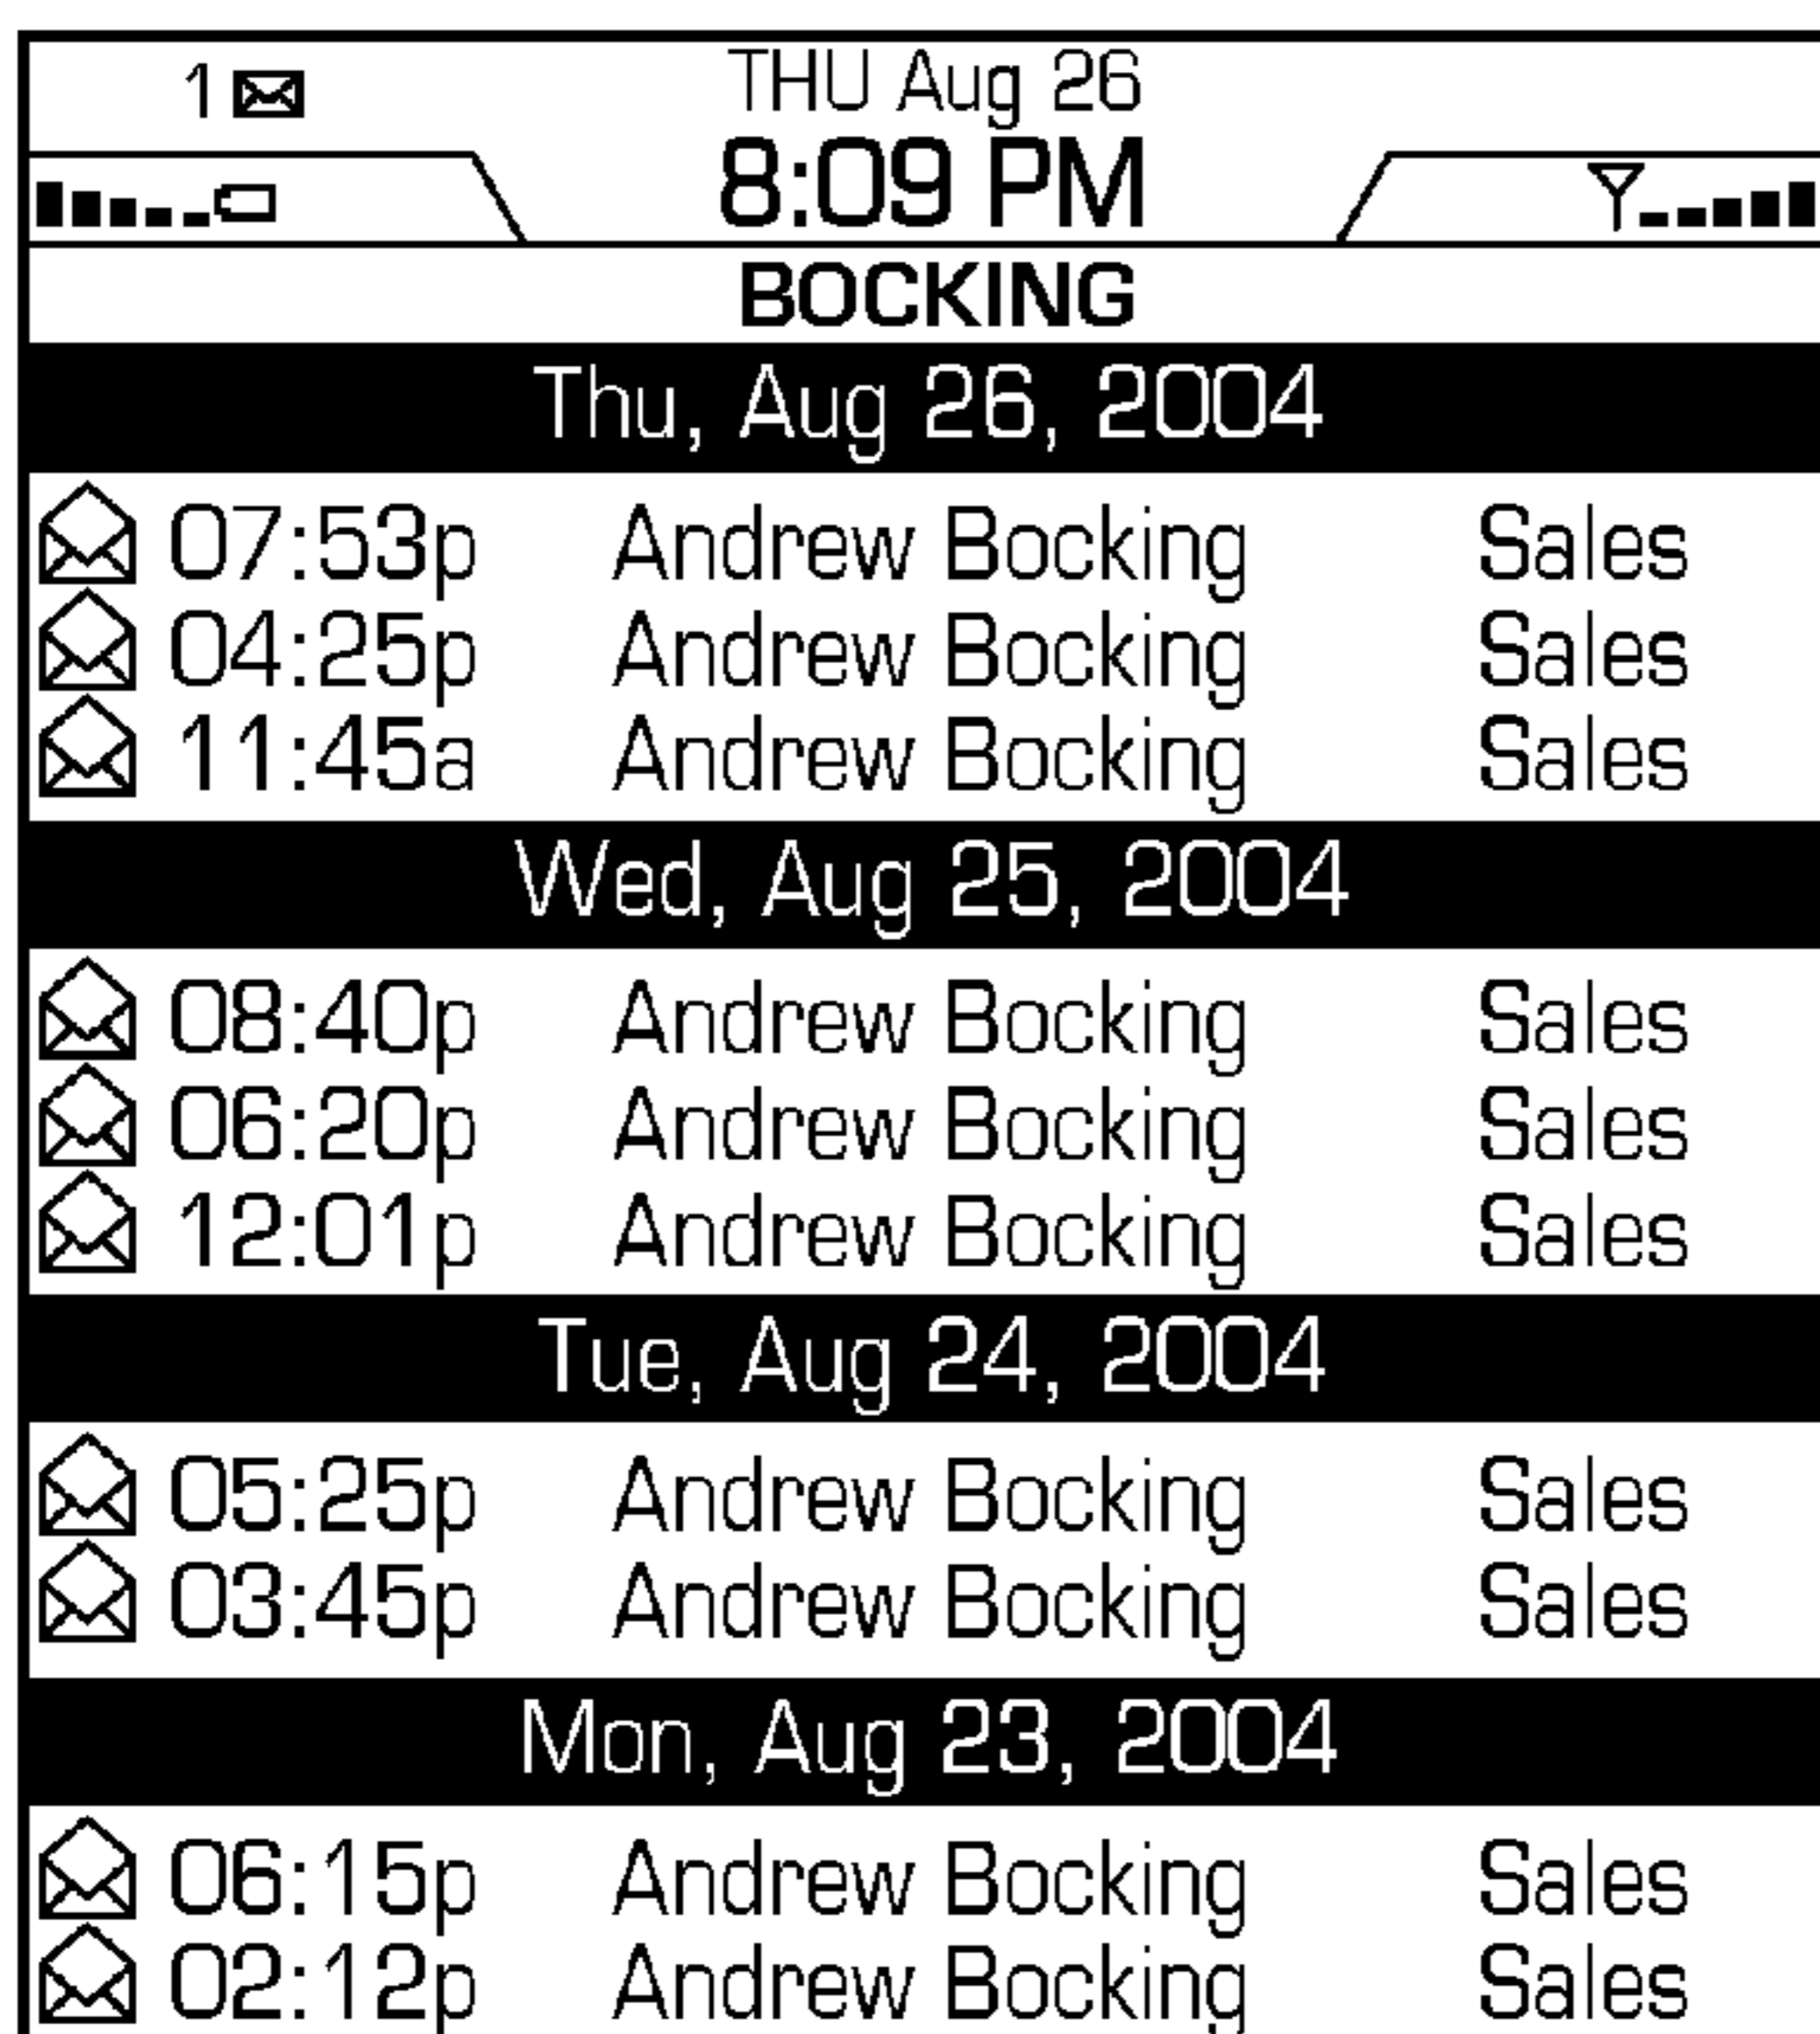 1
THU Aug 26
8:09 PM
BOCKING
Thu, Aug 26, 2004
07:53p Andrew Bocking Sales
04:25p Andrew Bocking Sales
11:45a Andrew Bocking Sales
Wed, Aug 25, 2004
08:40p Andrew Bocking Sales
06:20p Andrew Bocking Sales
12:01p Andrew Bocking Sales
Tue, Aug 24, 2004
05:25p Andrew Bocking Sales
03:45p Andrew Bocking Sales
Mon, Aug 23, 2004
06:15p Andrew Bocking Sales
02:12p Andrew Bocking Sales